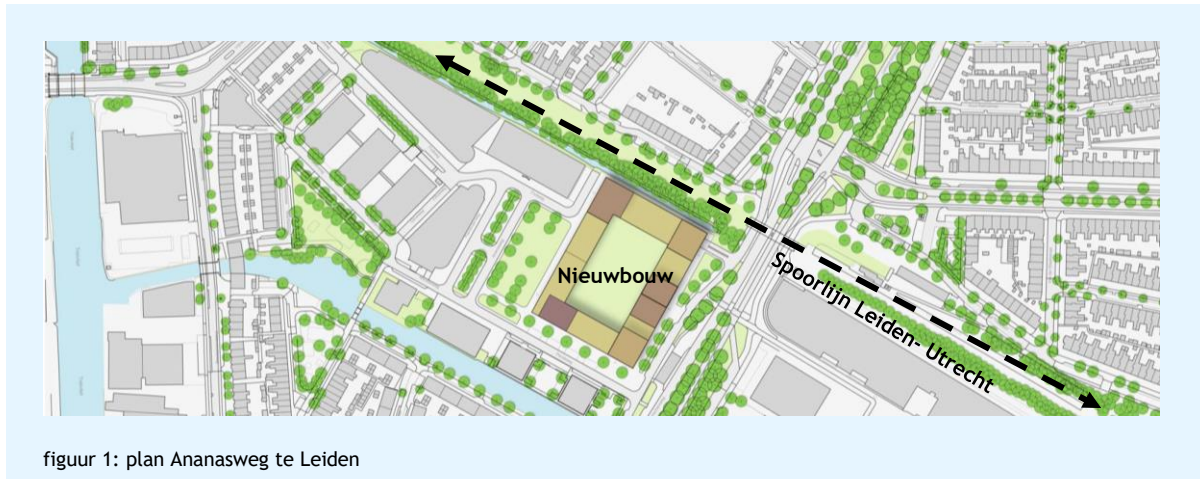 Nieuwbouw
Spoorlijn Leiden- Utrecht
figuur 1: plan Ananasweg te Leiden